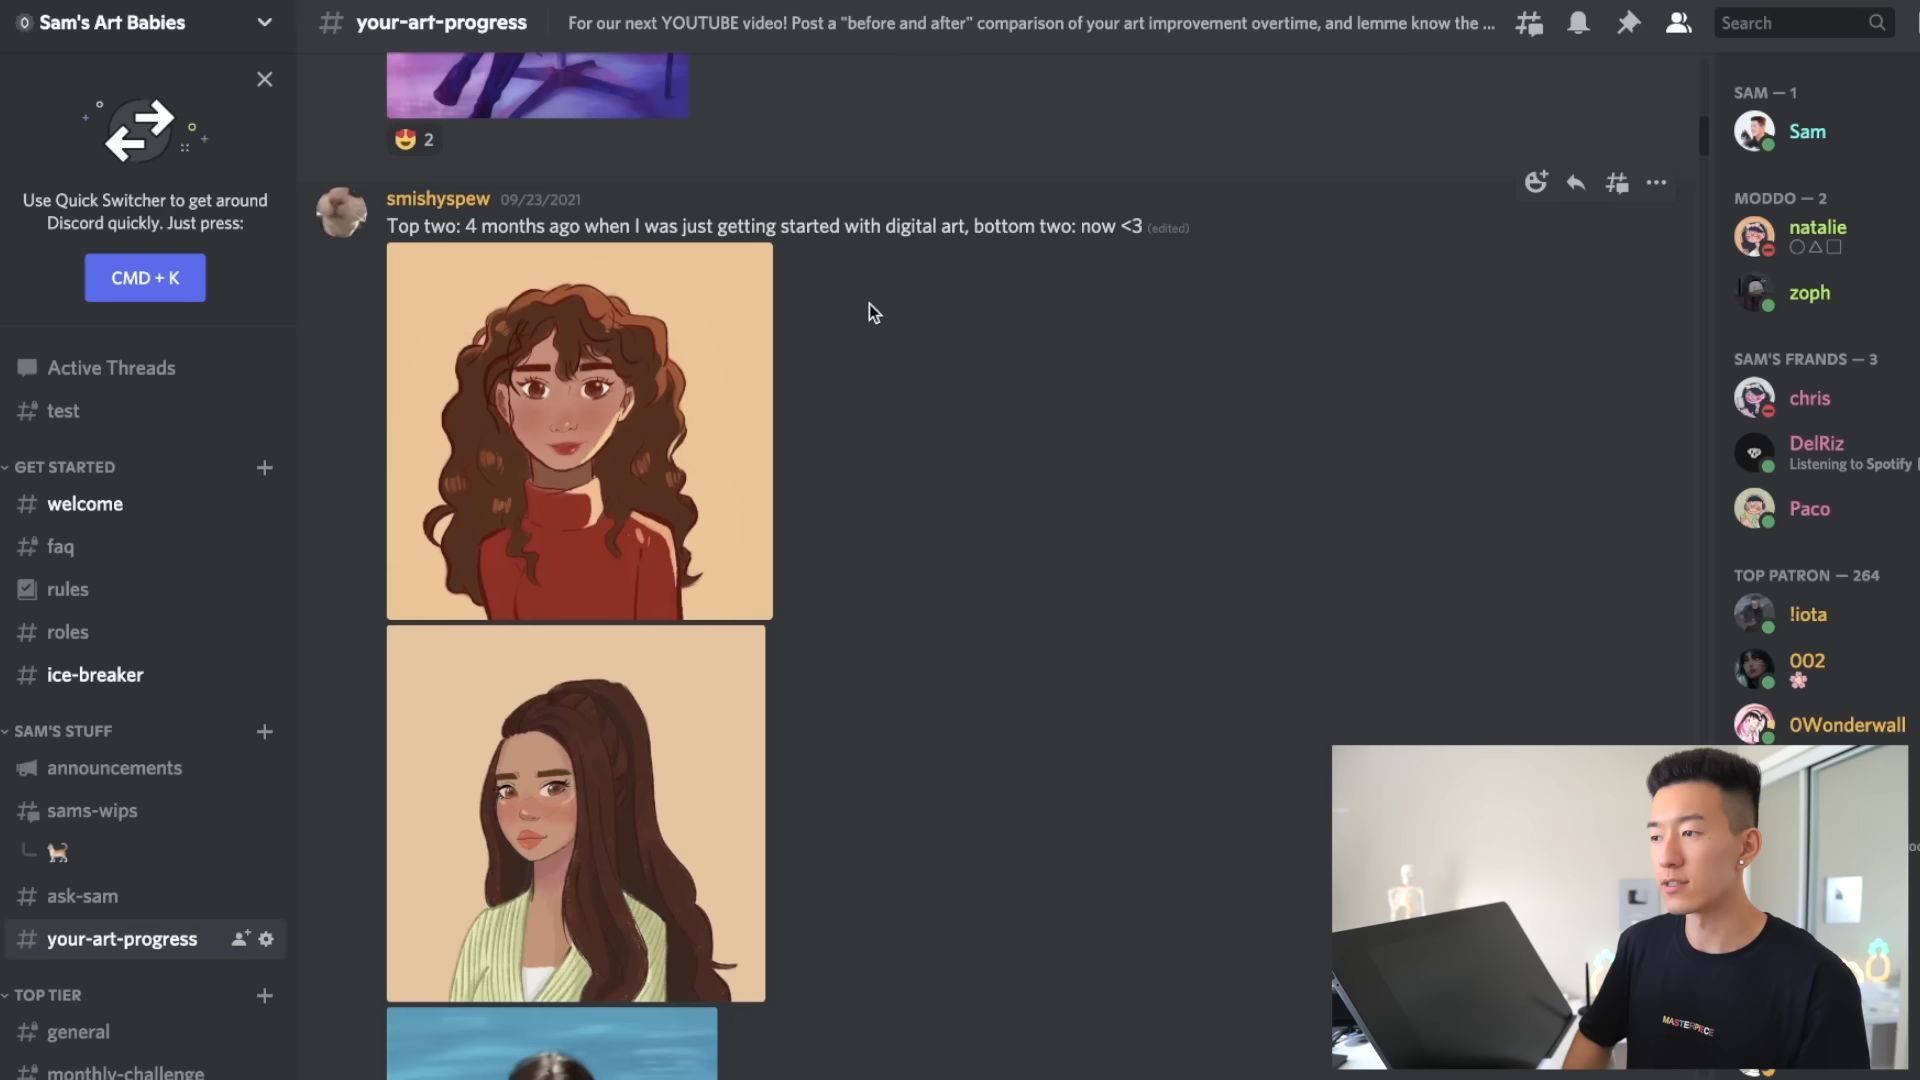 Sam's Art Babies
Use Quick Switcher to get around
Discord quickly. Just press:
CMD + K
Active Threads
test
GET STARTED
welcome
faq
rules
roles
ice-breaker
SAM'S STUFF
announcements
sams-wips
ask-sam
your-art-progress
TOP TIER
general
monthly-challenge
your-art-progress
For our next YOUTUBE video! Post a "before and after" comparison of your art improvement overtime, and lemme know the ...
Search
2
smishyspew 09/23/2021
Top two: 4 months ago when I was just getting started with digital art, bottom two: now <3 (edited)
SAM — 1
Sam
MODDO — 2
natalie
zoph
SAM'S FRANDS — 3
chris
DelRiz
Listening to Spotify
Paco
TOP PATRON — 264
!iota
002
0Wonderwall
MASTERPIECE